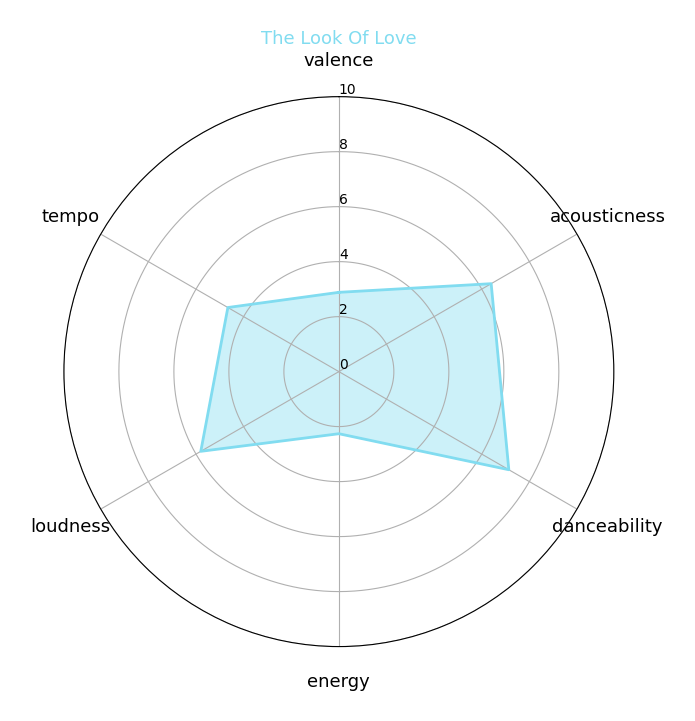 The Look Of Love
valence
10
8
tempo
6
acousticness
4
2
0
loudness
danceability
energy